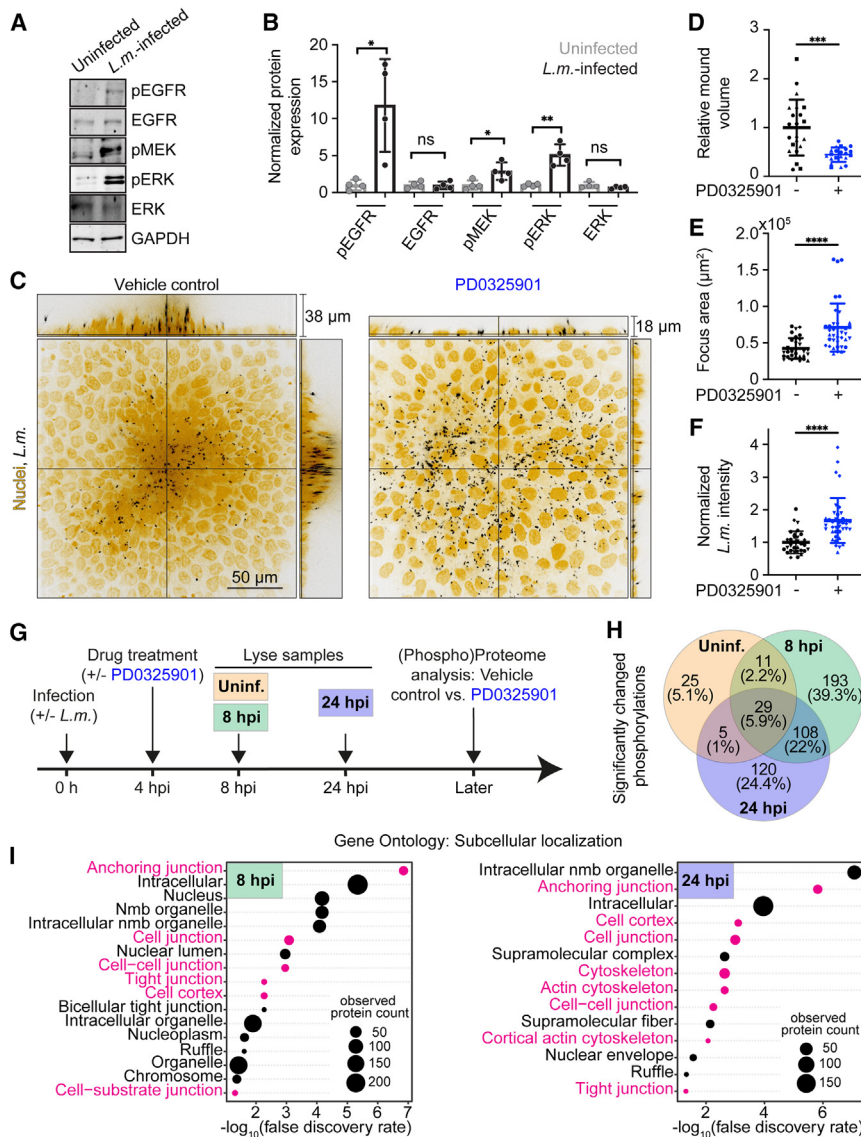 A
Uninfected
L.m.-infected
pEGFR
EGFR
pMEK
pERK
ERK
GAPDH
B
Normalized protein
expression
20
15
10
5
0
Uninfected
L.m.-infected
*
ns
*
**
ns
pEGFR
EGFR
pMEK
pERK
ERK
C
Vehicle control
PD0325901
38 µm
18 µm
Nuclei, L.m.
50 µm
D
Relative mound
volume
3
2
1
0
***
PD0325901
- +
E
x10⁵
Focus area (µm²)
2.0
1.5
1.0
0.5
0
****
PD0325901
- +
F
Normalized
L.m. intensity
4
3
2
1
0
****
PD0325901
- +
G
Drug treatment
(+/- PD0325901)
Infection
(+/- L.m.)
Lyse samples
Uninf.
8 hpi
24 hpi
(Phospho)Proteome
analysis: Vehicle
control vs. PD0325901
0 h
4 hpi
8 hpi
24 hpi
Later
H
Significantly changed
phosphorylations
Uninf.
8 hpi
25
(5.1%)
11
(2.2%)
193
(39.3%)
29
(5.9%)
5
(1%)
108
(22%)
120
(24.4%)
24 hpi
I
Gene Ontology: Subcellular localization
8 hpi
Anchoring junction
Intracellular
Nucleus
Nmb organelle
Intracellular nmb organelle
Cell junction
Nuclear lumen
Cell−cell junction
Tight junction
Cell cortex
Bicellular tight junction
Intracellular organelle
Nucleoplasm
Ruffle
Organelle
Chromosome
Cell−substrate junction
observed
protein count
50
100
150
200
2 3 4 5 6 7
-log₁₀(false discovery rate)
24 hpi
Intracellular nmb organelle
Anchoring junction
Intracellular
Cell cortex
Cell junction
Supramolecular complex
Cytoskeleton
Actin cytoskeleton
Cell−cell junction
Supramolecular fiber
Cortical actin cytoskeleton
Nuclear envelope
Ruffle
Tight junction
observed
protein count
50
100
150
2 4 6
-log₁₀(false discovery rate)